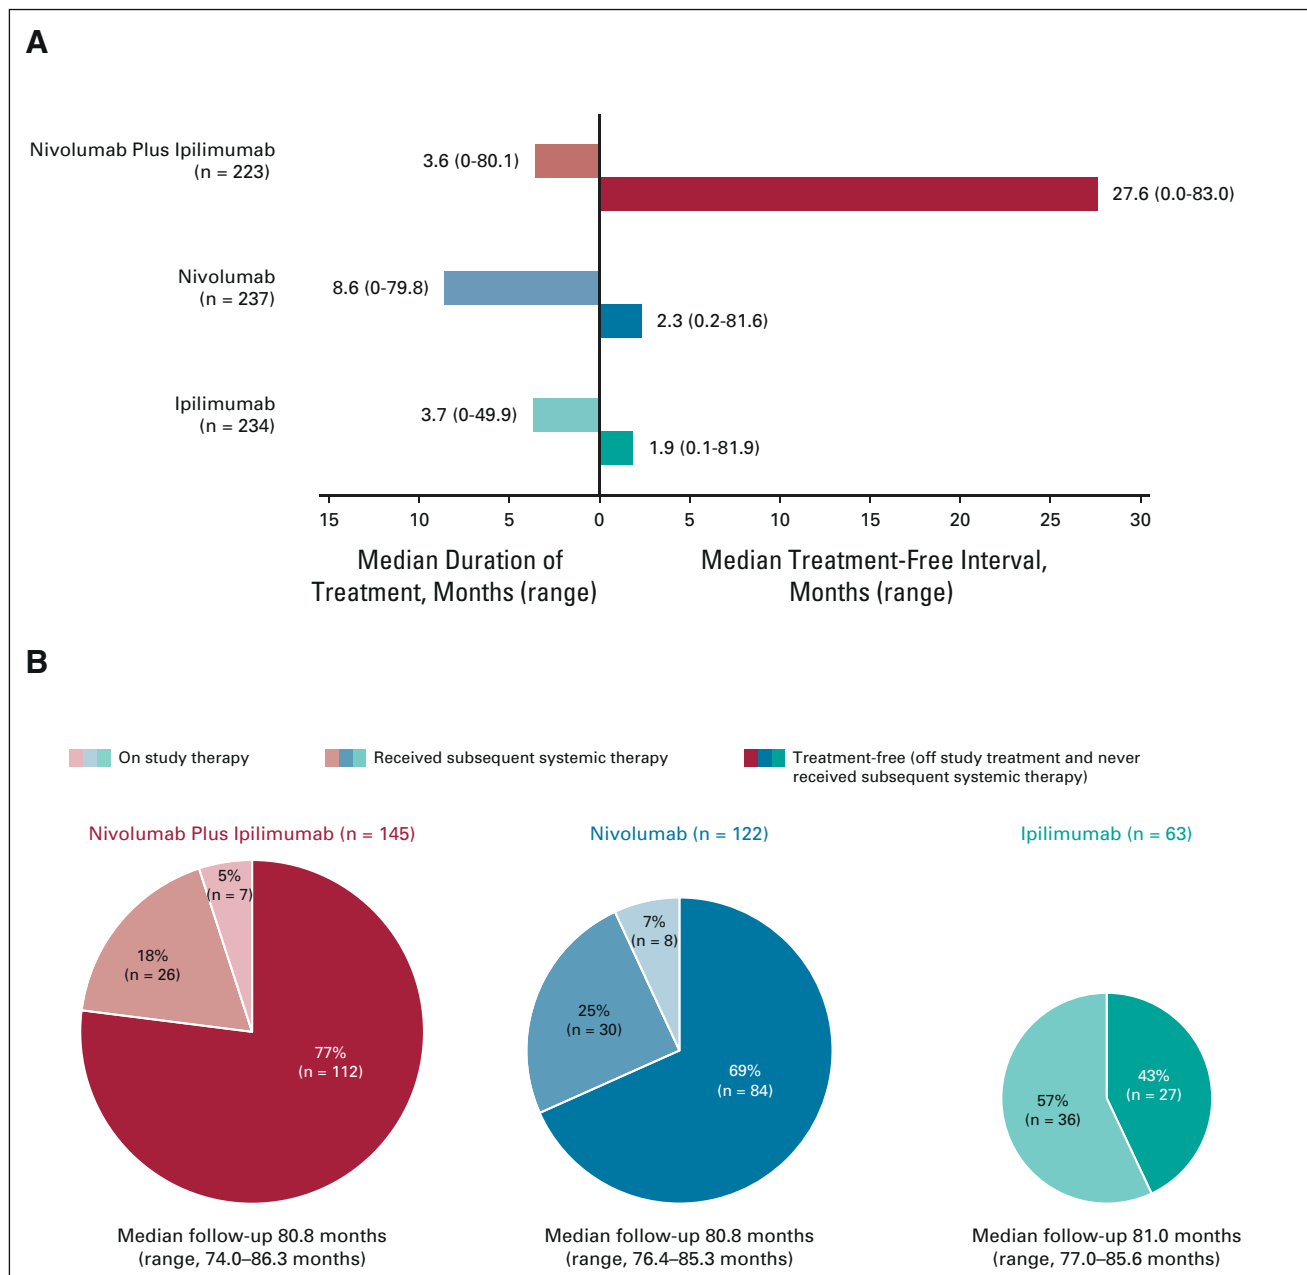 A
Nivolumab Plus Ipilimumab
(n = 223)
3.6 (0-80.1)
27.6 (0.0-83.0)
Nivolumab
(n = 237)
8.6 (0-79.8)
2.3 (0.2-81.6)
Ipilimumab
(n = 234)
3.7 (0-49.9)
1.9 (0.1-81.9)
15 10 5 0 5 10 15 20 25 30
Median Duration of
Treatment, Months (range)
Median Treatment-Free Interval,
Months (range)
B
On study therapy
Received subsequent systemic therapy
Treatment-free (off study treatment and never
received subsequent systemic therapy)
Nivolumab Plus Ipilimumab (n = 145)
5%
(n = 7)
18%
(n = 26)
77%
(n = 112)
Median follow-up 80.8 months
(range, 74.0–86.3 months)
Nivolumab (n = 122)
7%
(n = 8)
25%
(n = 30)
69%
(n = 84)
Median follow-up 80.8 months
(range, 76.4–85.3 months)
Ipilimumab (n = 63)
43%
(n = 27)
57%
(n = 36)
Median follow-up 81.0 months
(range, 77.0–85.6 months)